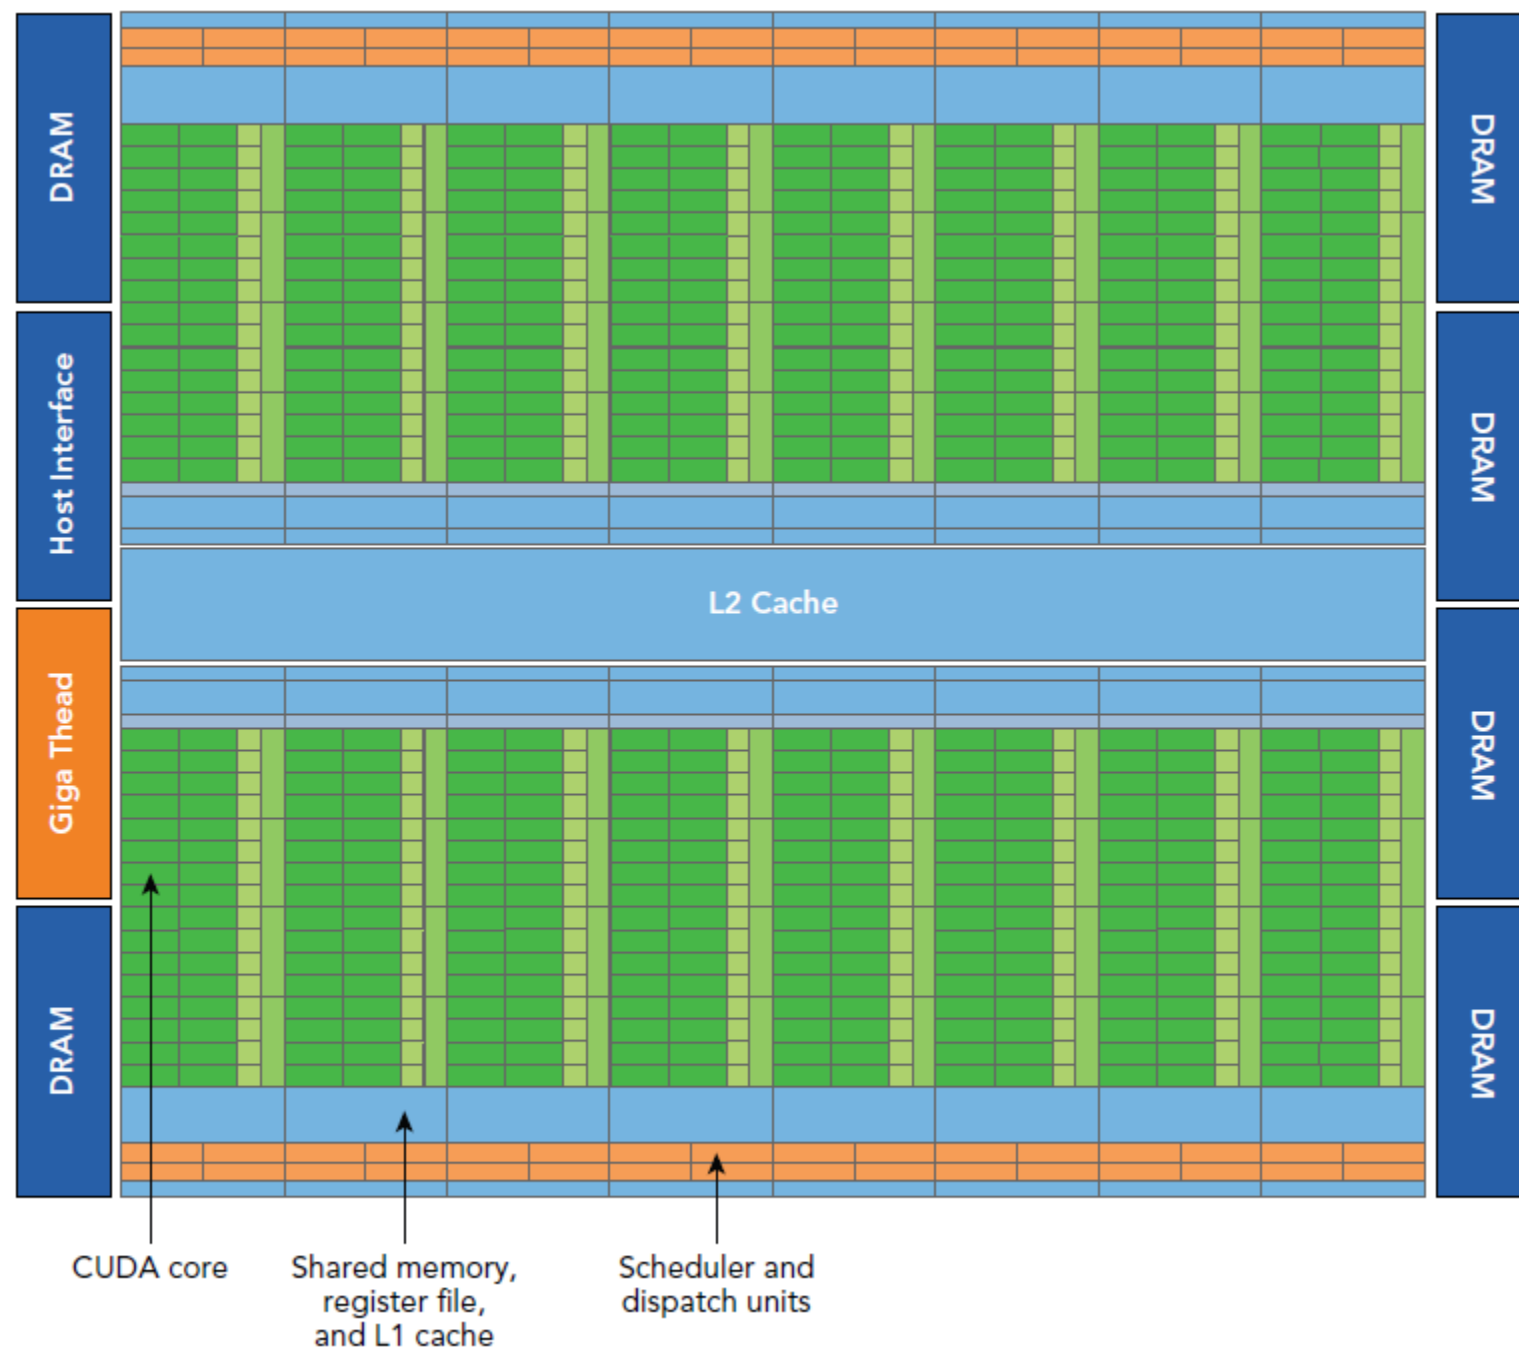 DRAM
Host Interface
Giga Thead
DRAM
L2 Cache
DRAM
DRAM
DRAM
DRAM
CUDA core
Shared memory,
register file,
and L1 cache
Scheduler and
dispatch units